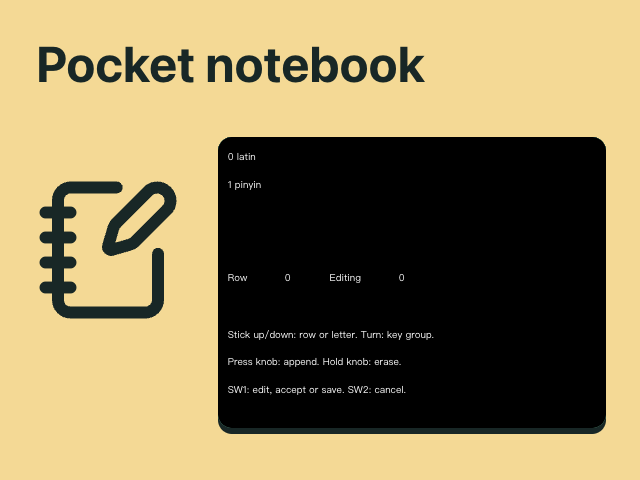 Pocket notebook
0 latin
1 pinyin
Row 0 Editing 0
Stick up/down: row or letter. Turn: key group.
Press knob: append. Hold knob: erase.
SW1: edit, accept or save. SW2: cancel.